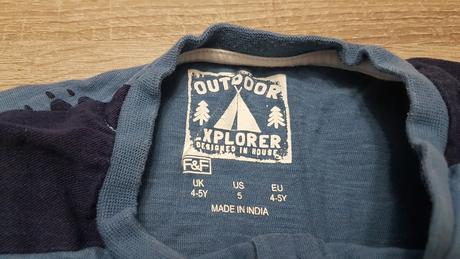 OUTDOOR
XPLORER
DESIGNED IN HOUSE
F&F
UK US EU
4-5Y 5 4-5Y
MADE IN INDIA